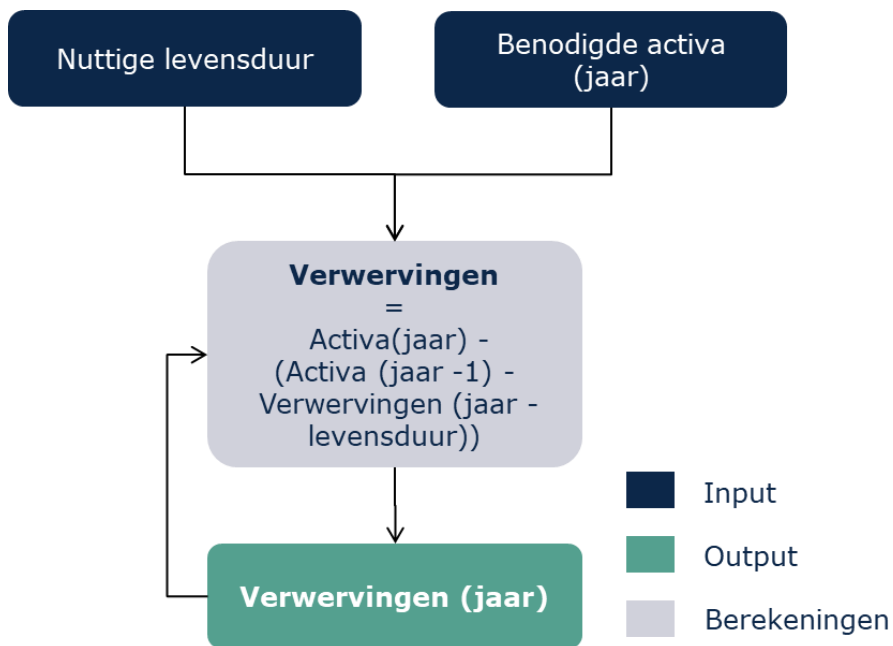 Nuttige levensduur
Benodigde activa
(jaar)
Verwervingen
=
Activa(jaar) -
(Activa (jaar -1) -
Verwervingen (jaar -
levensduur))
Verwervingen (jaar)
Input
Output
Berekeningen